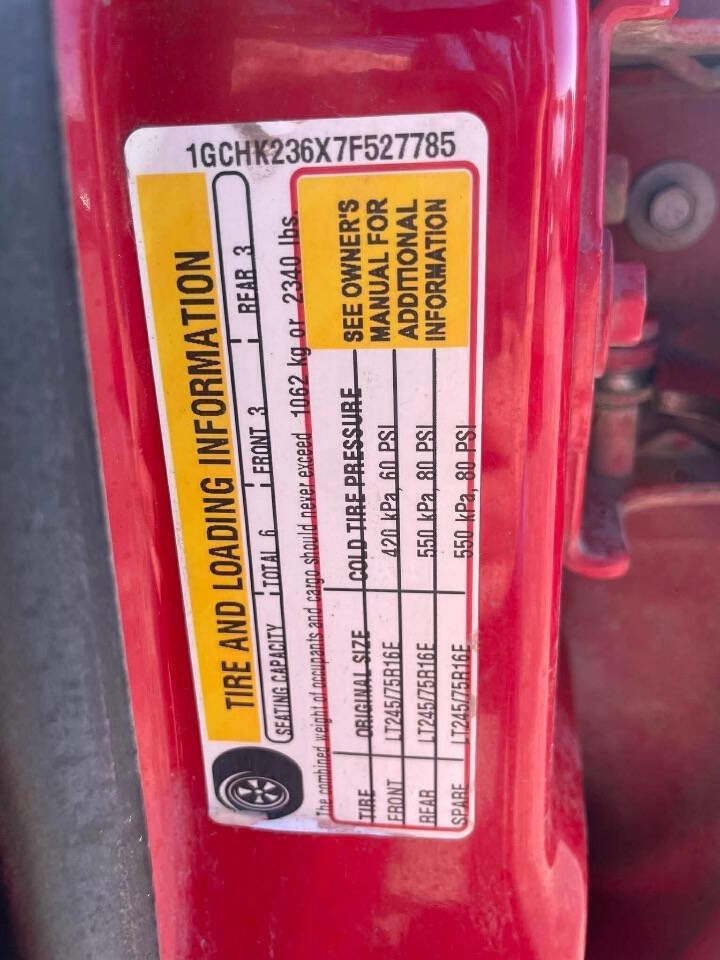 1GCHK236X7F527785
TIRE AND LOADING INFORMATION
SEATING CAPACITY TOTAL 6 FRONT 3 REAR 3
The combined weight of occupants and cargo should never exceed 1062 kg or 2340 lbs.
TIRE ORIGINAL SIZE COLD TIRE PRESSURE
FRONT LT245/75R16E 420 kPa, 60 PSI
REAR LT245/75R16E 550 kPa, 80 PSI
SPARE LT245/75R16E 550 kPa, 80 PSI
SEE OWNER'S
MANUAL FOR
ADDITIONAL
INFORMATION